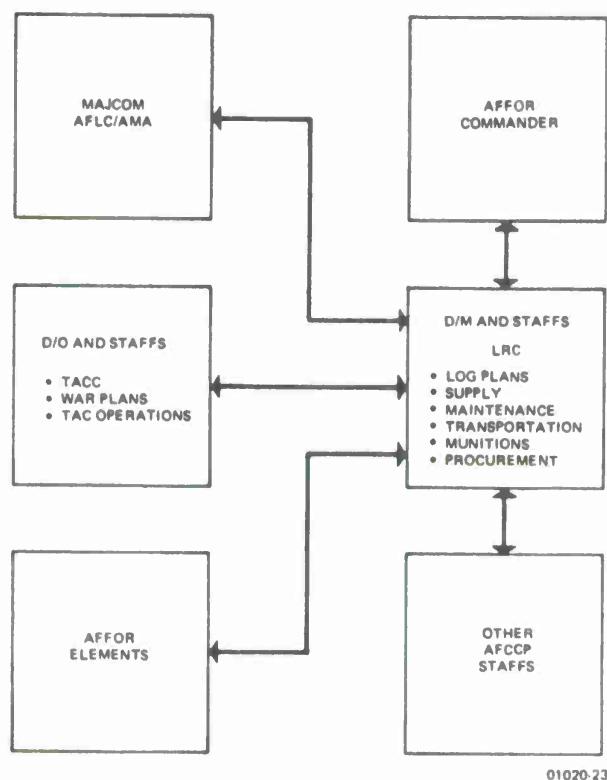 MAJCOM
AFLC/AMA
AFFOR
COMMANDER
D/O AND STAFFS
• TACC
• WAR PLANS
• TAC OPERATIONS
D/M AND STAFFS
LRC
• LOG PLANS
• SUPPLY
• MAINTENANCE
• TRANSPORTATION
• MUNITIONS
• PROCUREMENT
AFFOR
ELEMENTS
OTHER
AFCCP
STAFFS
01020-23